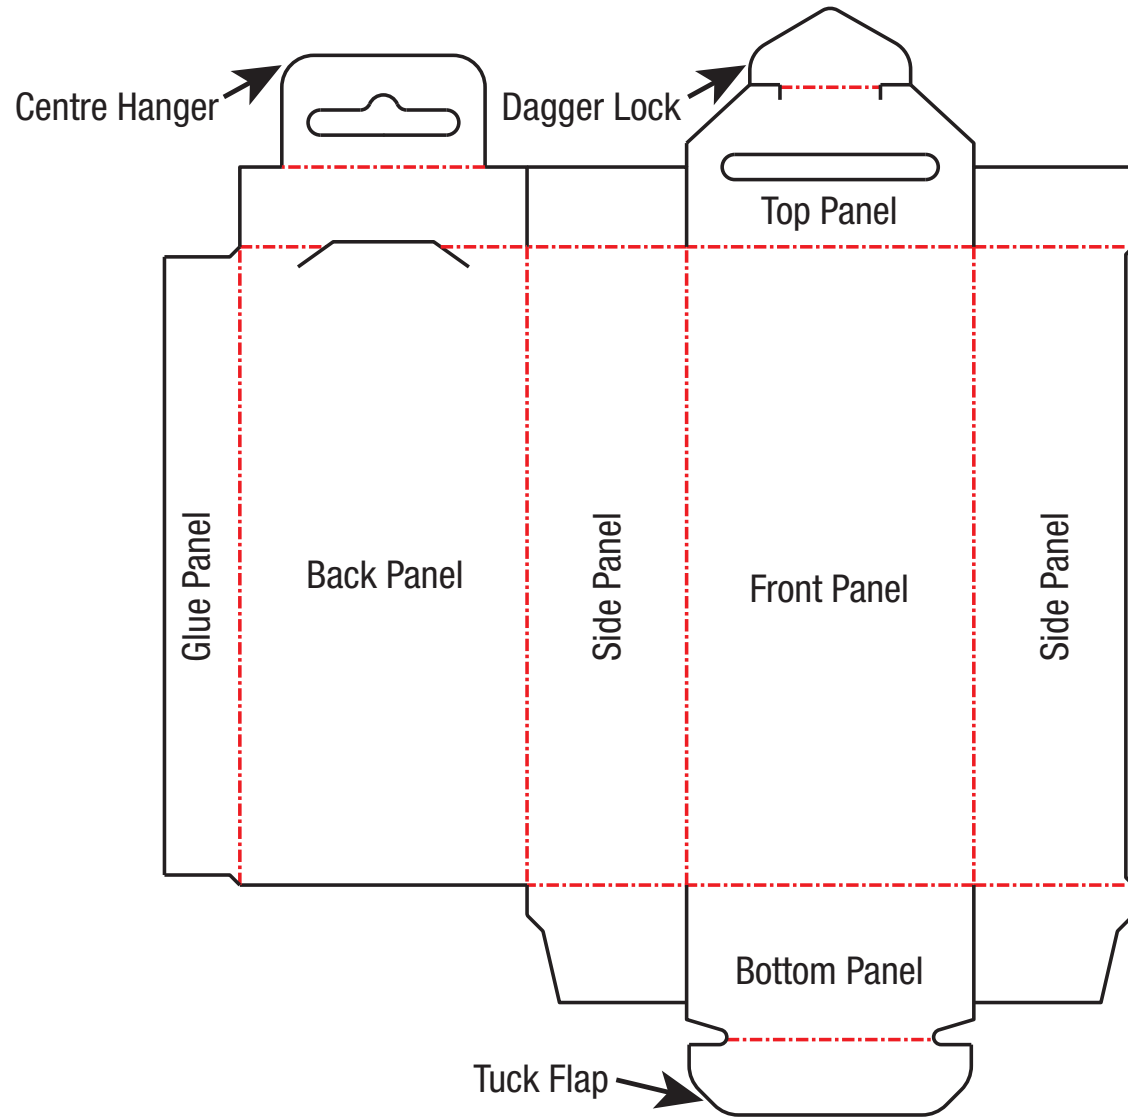 Centre Hanger
Dagger Lock
Top Panel
Glue Panel
Back Panel
Side Panel
Front Panel
Side Panel
Bottom Panel
Tuck Flap